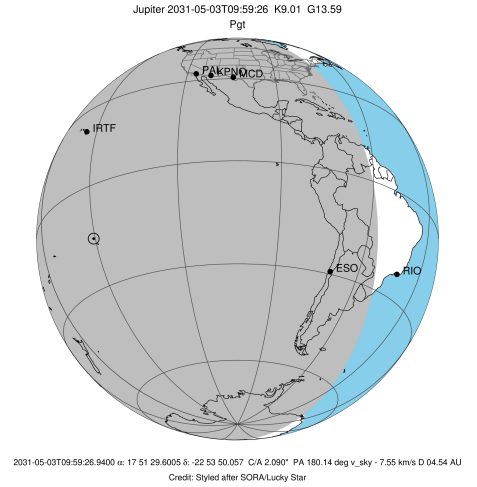 Jupiter 2031-05-03T09:59:26 K9.01 G13.59
Pgt
PAL
KPNO
MCD
IRTF
ESO
RIO
2031-05-03T09:59:26.9400 α: 17 51 29.6005 δ: -22 53 50.057 C/A 2.090" PA 180.14 deg v_sky - 7.55 km/s D 04.54 AU
Credit: Styled after SORA/Lucky Star